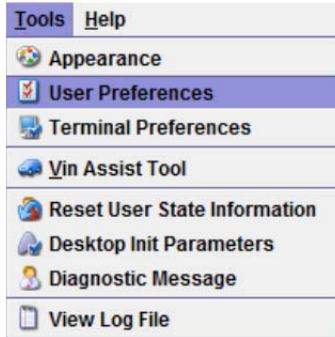 Tools Help
Appearance
User Preferences
Terminal Preferences
Vin Assist Tool
Reset User State Information
Desktop Init Parameters
Diagnostic Message
View Log File